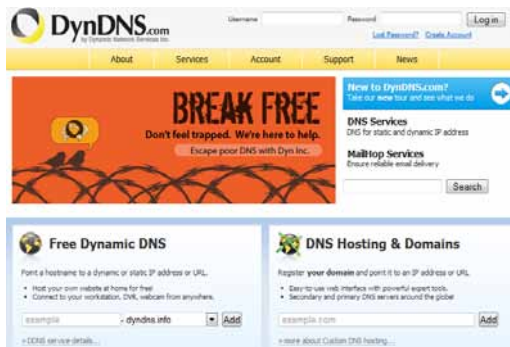 DynDNS.com
by Dynamic Network Services Inc.
Username
Password
Log in
Lost Password? Create Account
About Services Account Support News
BREAK FREE
Don't feel trapped. We're here to help.
Escape poor DNS with Dyn Inc.
New to DynDNS.com?
Take our new tour and see what we do
DNS Services
DNS for static and dynamic IP address
MailHop Services
Ensure reliable email delivery
Search
Free Dynamic DNS
Point a hostname to a dynamic or static IP address or URL.
• Host your own website at home for free!
• Connect to your workstation, DVR, webcam from anywhere.
example
. dyndns.info
Add
» DDNS service details...
DNS Hosting & Domains
Register your domain and point it to an IP address or URL.
• Easy-to-use web interface with powerful expert tools.
• Secondary and primary DNS servers around the globe!
example.com
Add
» more about Custom DNS hosting...